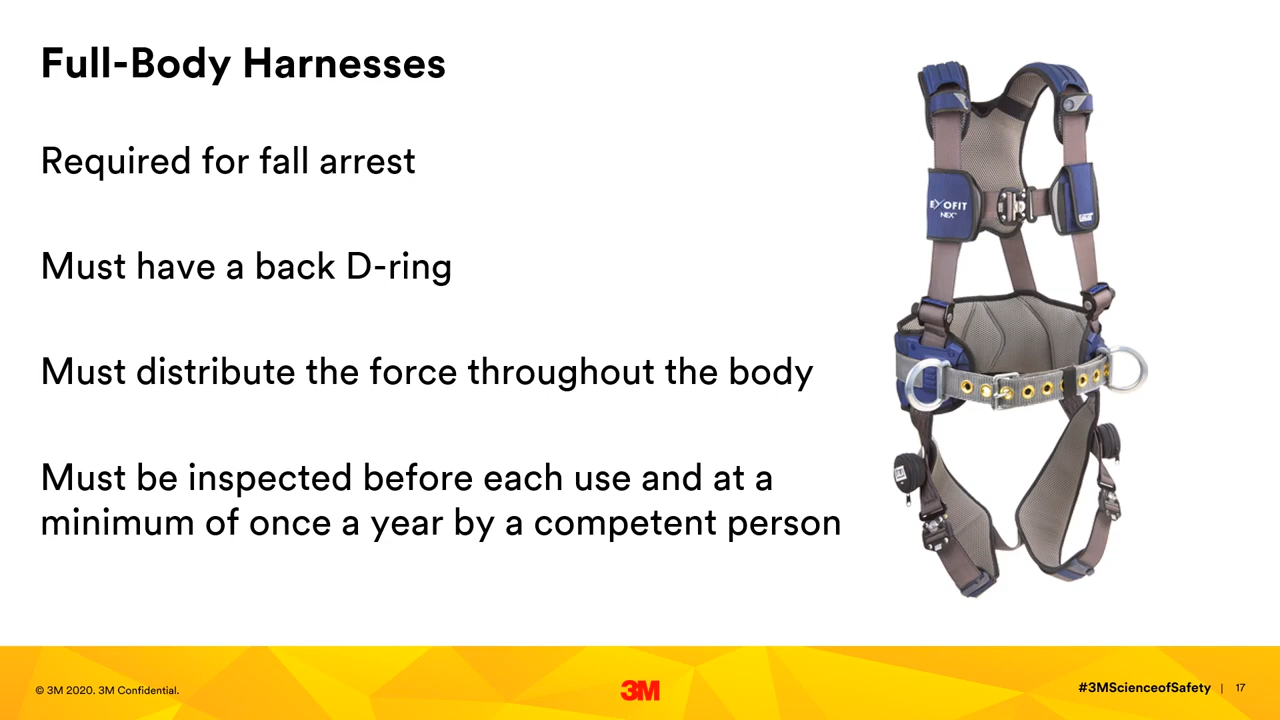 Full-Body Harnesses
Required for fall arrest
Must have a back D-ring
Must distribute the force throughout the body
Must be inspected before each use and at a
minimum of once a year by a competent person
EXOFIT
NEX™
© 3M 2020. 3M Confidential.
3M
#3MScienceofSafety | 17